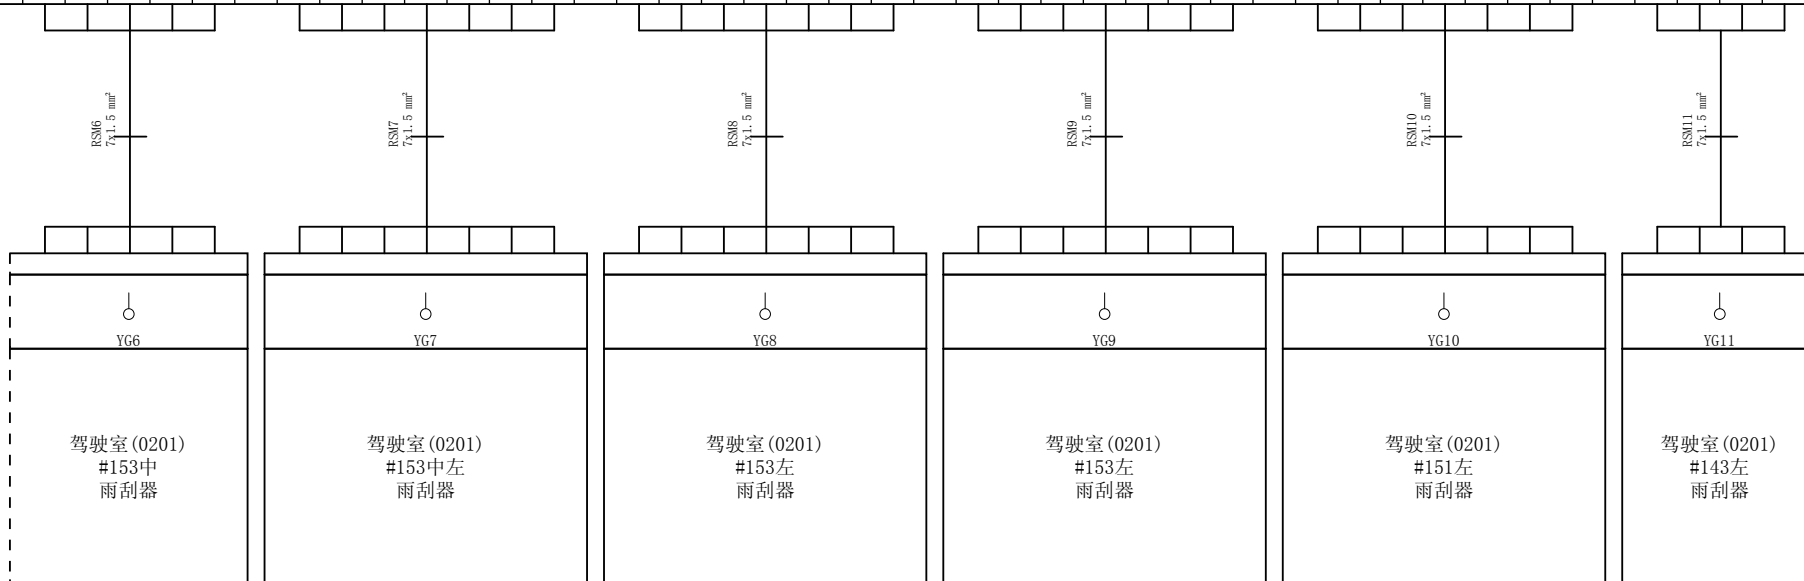 RSM6
7x1.5 mm²
RSM7
7x1.5 mm²
RSM8
7x1.5 mm²
RSM9
7x1.5 mm²
RSM10
7x1.5 mm²
RSM11
7x1.5 mm²
YG6
YG7
YG8
YG9
YG10
YG11
驾驶室(0201)
#153中
雨刮器
驾驶室(0201)
#153中左
雨刮器
驾驶室(0201)
#153左
雨刮器
驾驶室(0201)
#153左
雨刮器
驾驶室(0201)
#151左
雨刮器
驾驶室(0201)
#143左
雨刮器